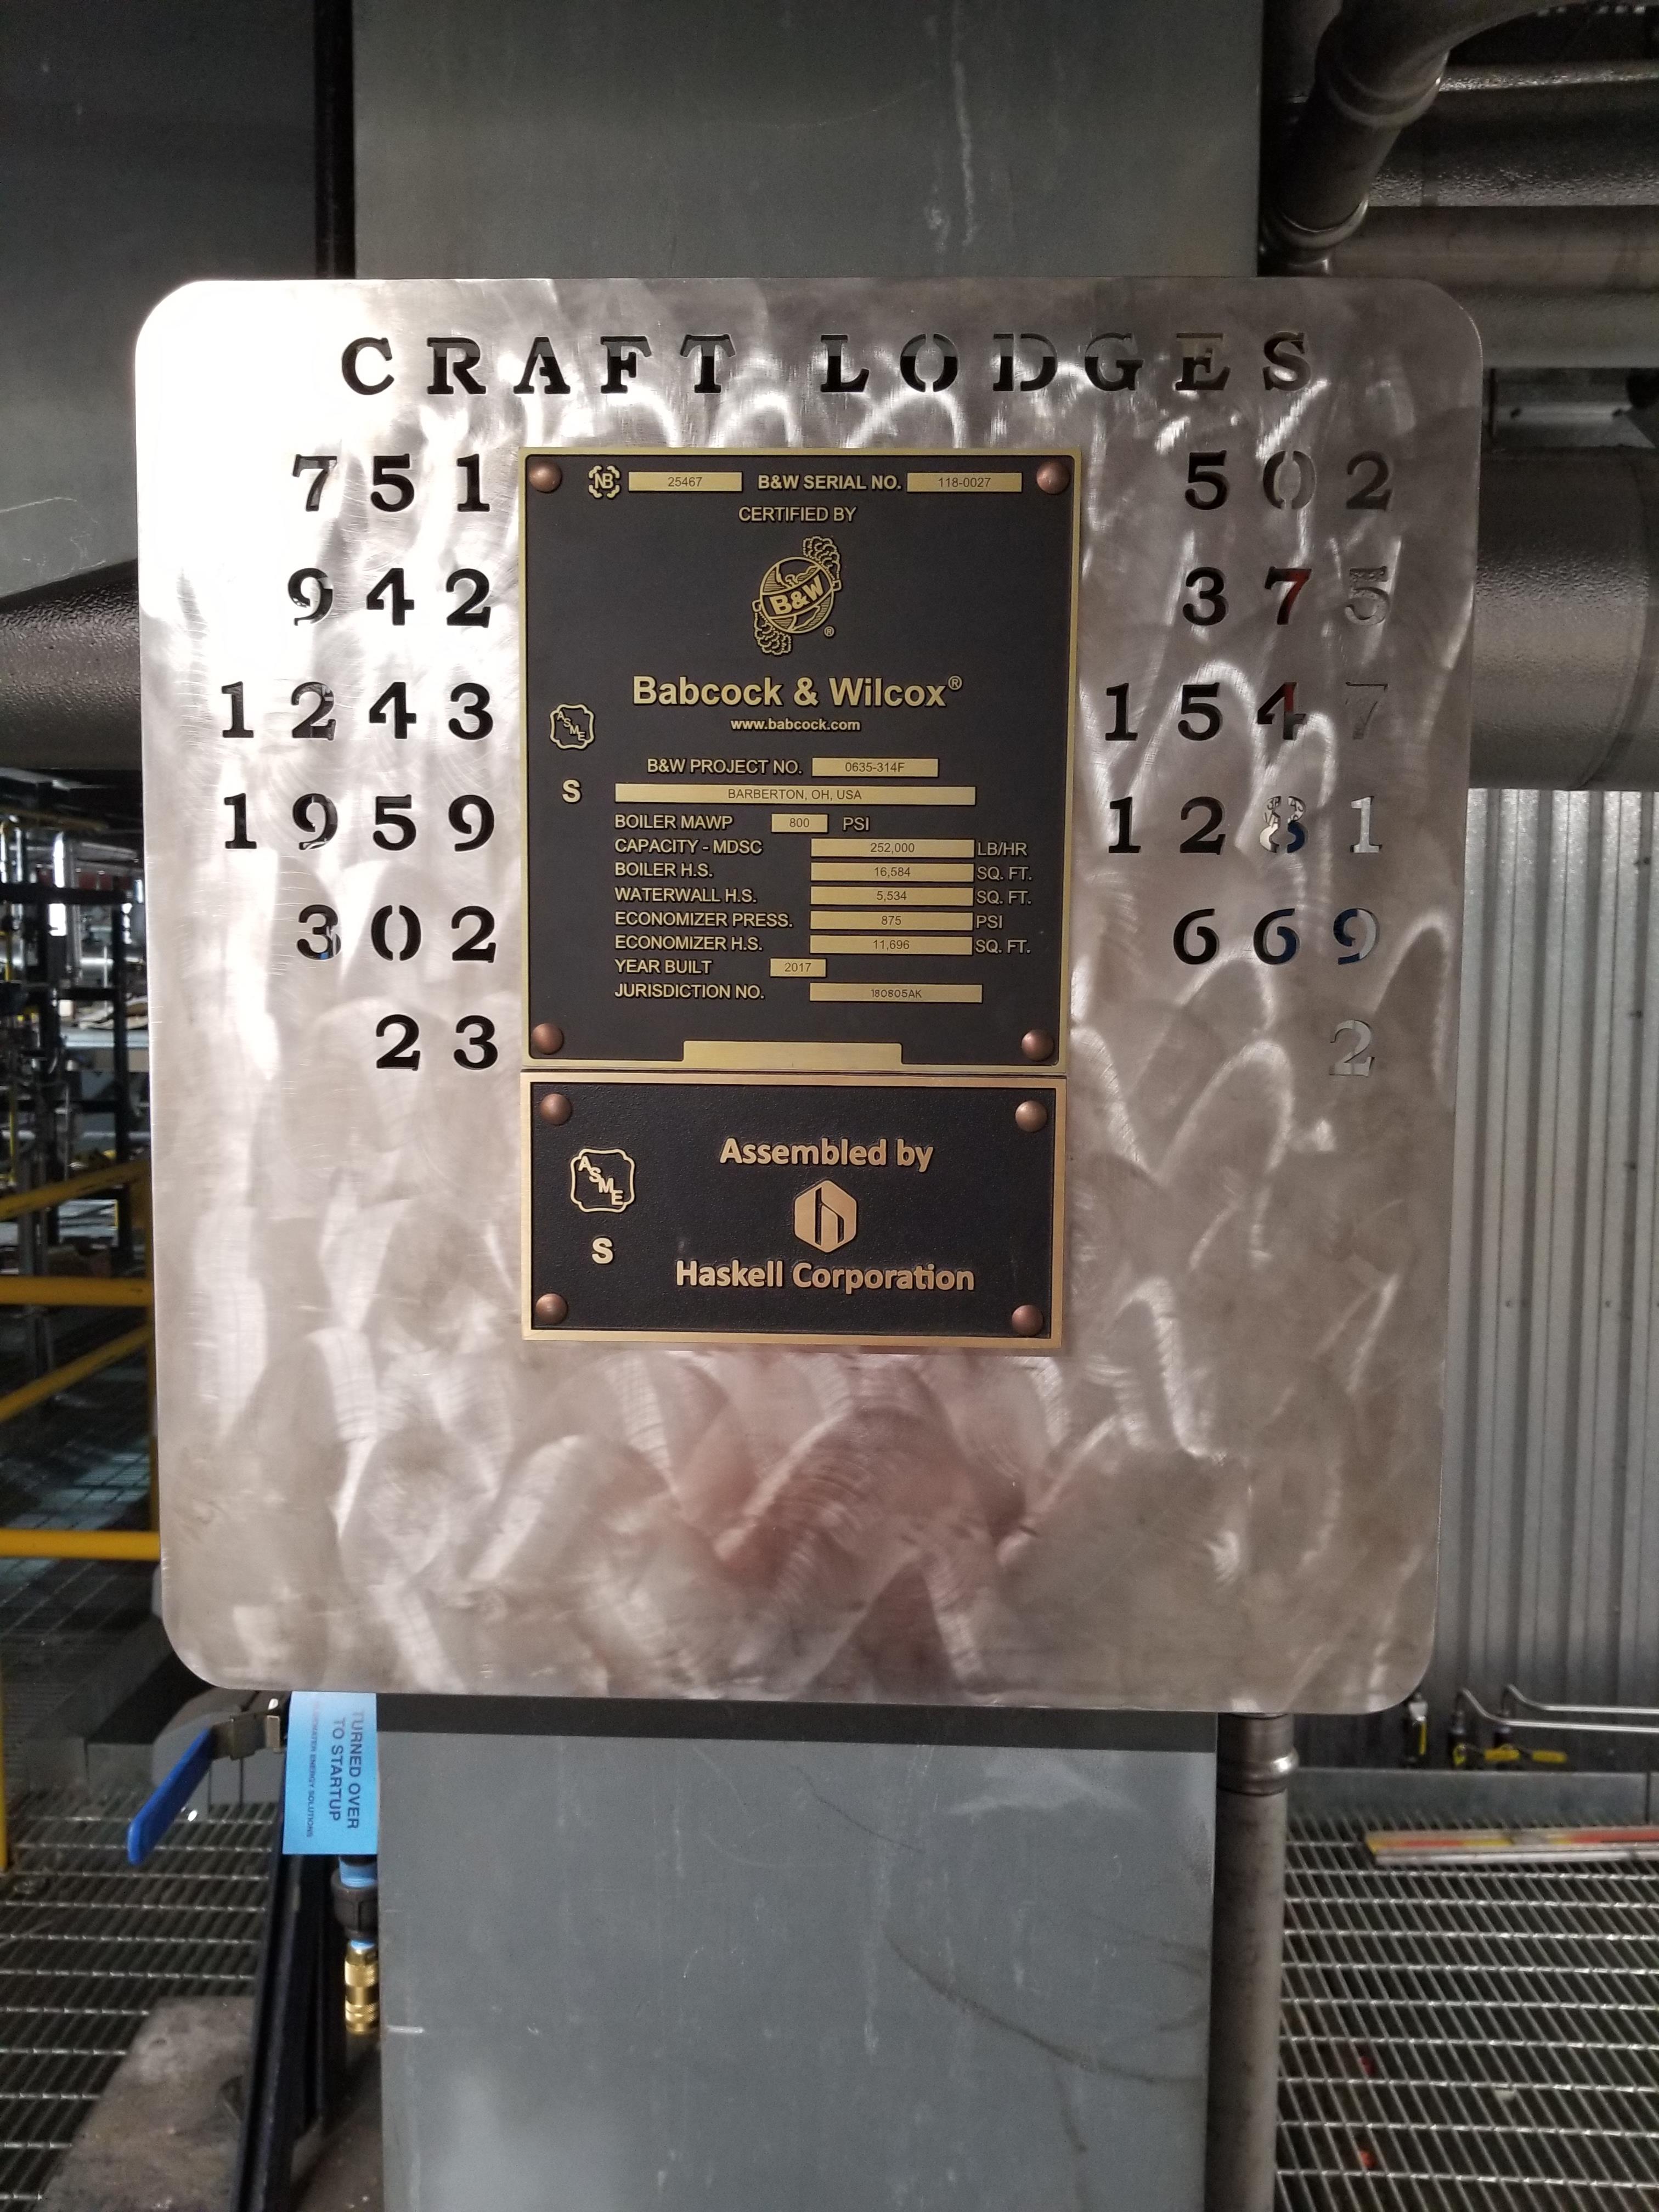 CRAFT LODGES
751 502
942 375
1243 1547
1959 1281
302 669
23 2
NB 25467 B&W SERIAL NO. 118-0027
CERTIFIED BY
B&W ®
Babcock & Wilcox®
www.babcock.com
ASME
B&W PROJECT NO. 0635-314F
S BARBERTON, OH, USA
BOILER MAWP 800 PSI
CAPACITY - MDSC 252,000 LB/HR
BOILER H.S. 16,584 SQ. FT.
WATERWALL H.S. 5,534 SQ. FT.
ECONOMIZER PRESS. 875 PSI
ECONOMIZER H.S. 11,696 SQ. FT.
YEAR BUILT 2017
JURISDICTION NO. 180805AK
Assembled by
ASME
h
S
Haskell Corporation
TURNED OVER
TO STARTUP
ENERGY SOLUTIONS